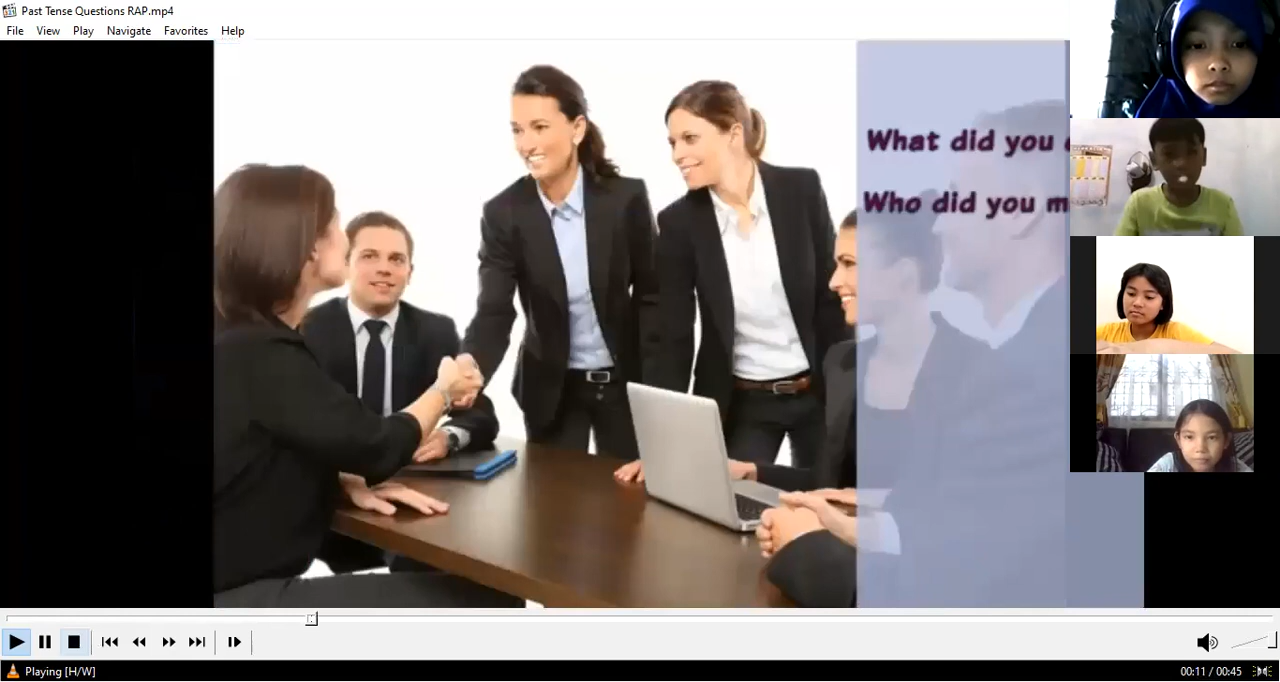 Past Tense Questions RAP.mp4
File View Play Navigate Favorites Help
What did you
Who did you m
Playing [H/W]
00:11 / 00:45